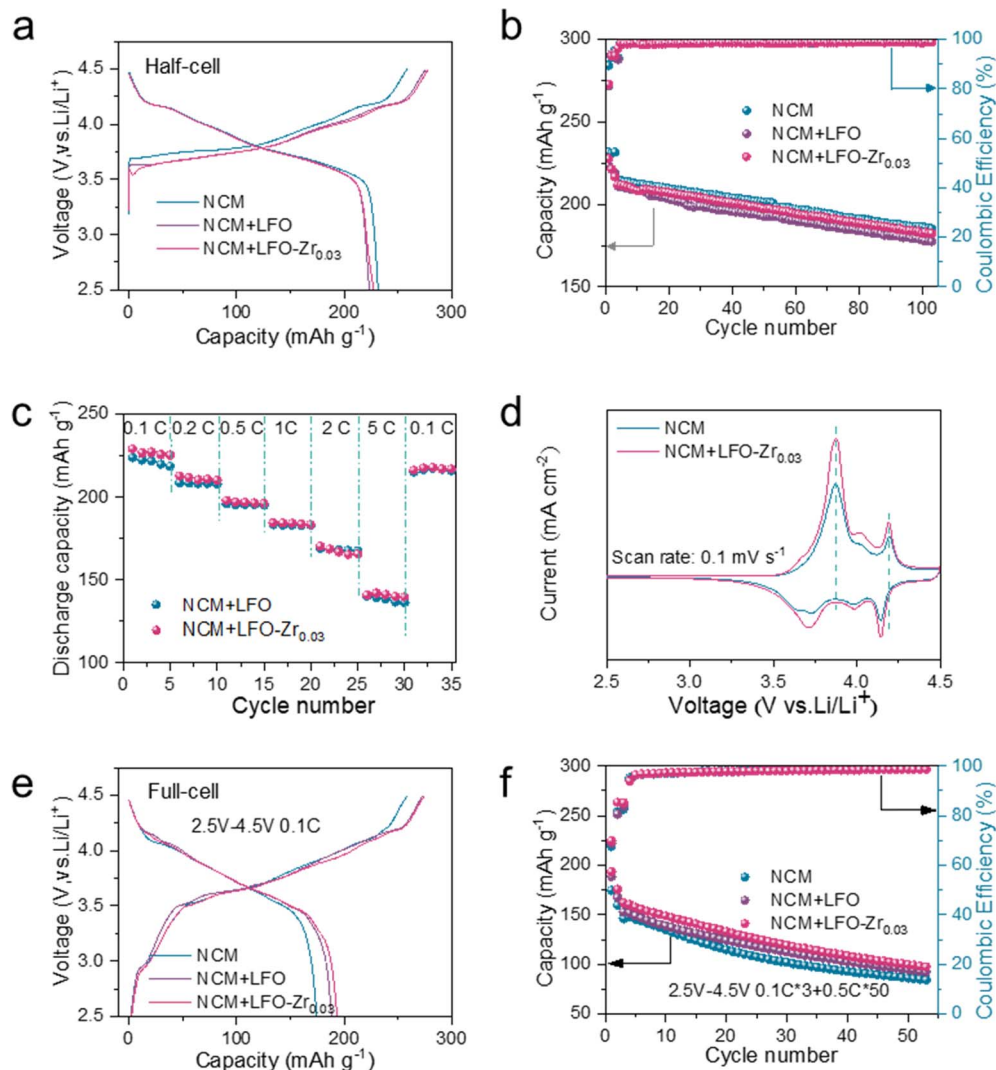 a
Half-cell
4.5
4.0
3.5
3.0
2.5
Voltage (V,vs.Li/Li⁺)
NCM
NCM+LFO
NCM+LFO-Zr₀.₀₃
0 100 200 300
Capacity (mAh g⁻¹)
b
300
275
250
225
200
175
150
Capacity (mAh g⁻¹)
NCM
NCM+LFO
NCM+LFO-Zr₀.₀₃
100
80
60
40
20
0
Coulombic Efficiency (%)
0 20 40 60 80 100
Cycle number
c
250
200
150
100
Discharge capacity (mAh g⁻¹)
0.1 C 0.2 C 0.5 C 1C 2 C 5 C 0.1 C
NCM+LFO
NCM+LFO-Zr₀.₀₃
0 5 10 15 20 25 30 35
Cycle number
d
Current (mA cm⁻²)
NCM
NCM+LFO-Zr₀.₀₃
Scan rate: 0.1 mV s⁻¹
2.5 3.0 3.5 4.0 4.5
Voltage (V vs.Li/Li⁺)
e
Full-cell
2.5V-4.5V 0.1C
4.5
4.0
3.5
3.0
2.5
Voltage (V,vs.Li/Li⁺)
NCM
NCM+LFO
NCM+LFO-Zr₀.₀₃
0 100 200 300
Capacity (mAh g⁻¹)
f
300
250
200
150
100
50
Capacity (mAh g⁻¹)
NCM
NCM+LFO
NCM+LFO-Zr₀.₀₃
2.5V-4.5V 0.1C*3+0.5C*50
100
80
60
40
20
0
Coulombic Efficiency (%)
0 10 20 30 40 50
Cycle number